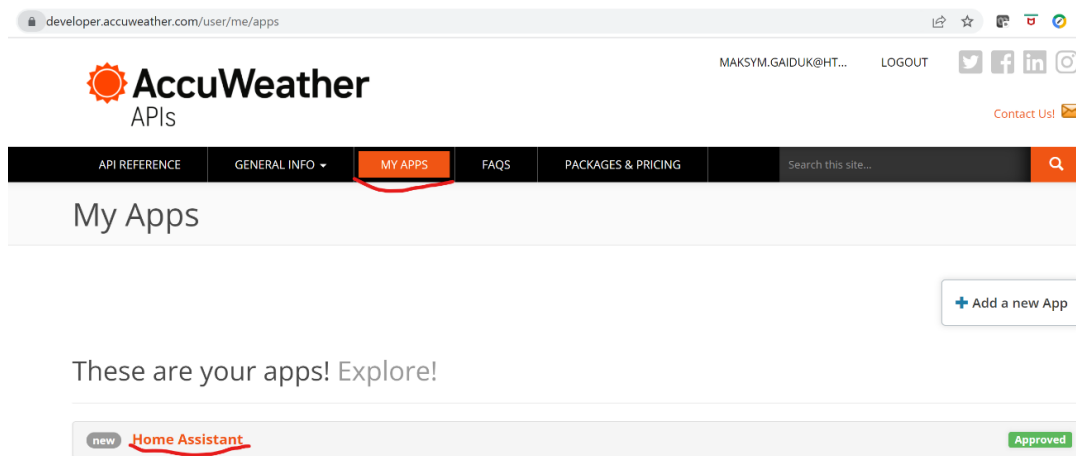 developer.accuweather.com/user/me/apps
MAKSYM.GAIDUK@HT... LOGOUT
AccuWeather
APIs
Contact Us!
API REFERENCE GENERAL INFO MY APPS FAQS PACKAGES & PRICING Search this site...
My Apps
+ Add a new App
These are your apps! Explore!
new Home Assistant Approved